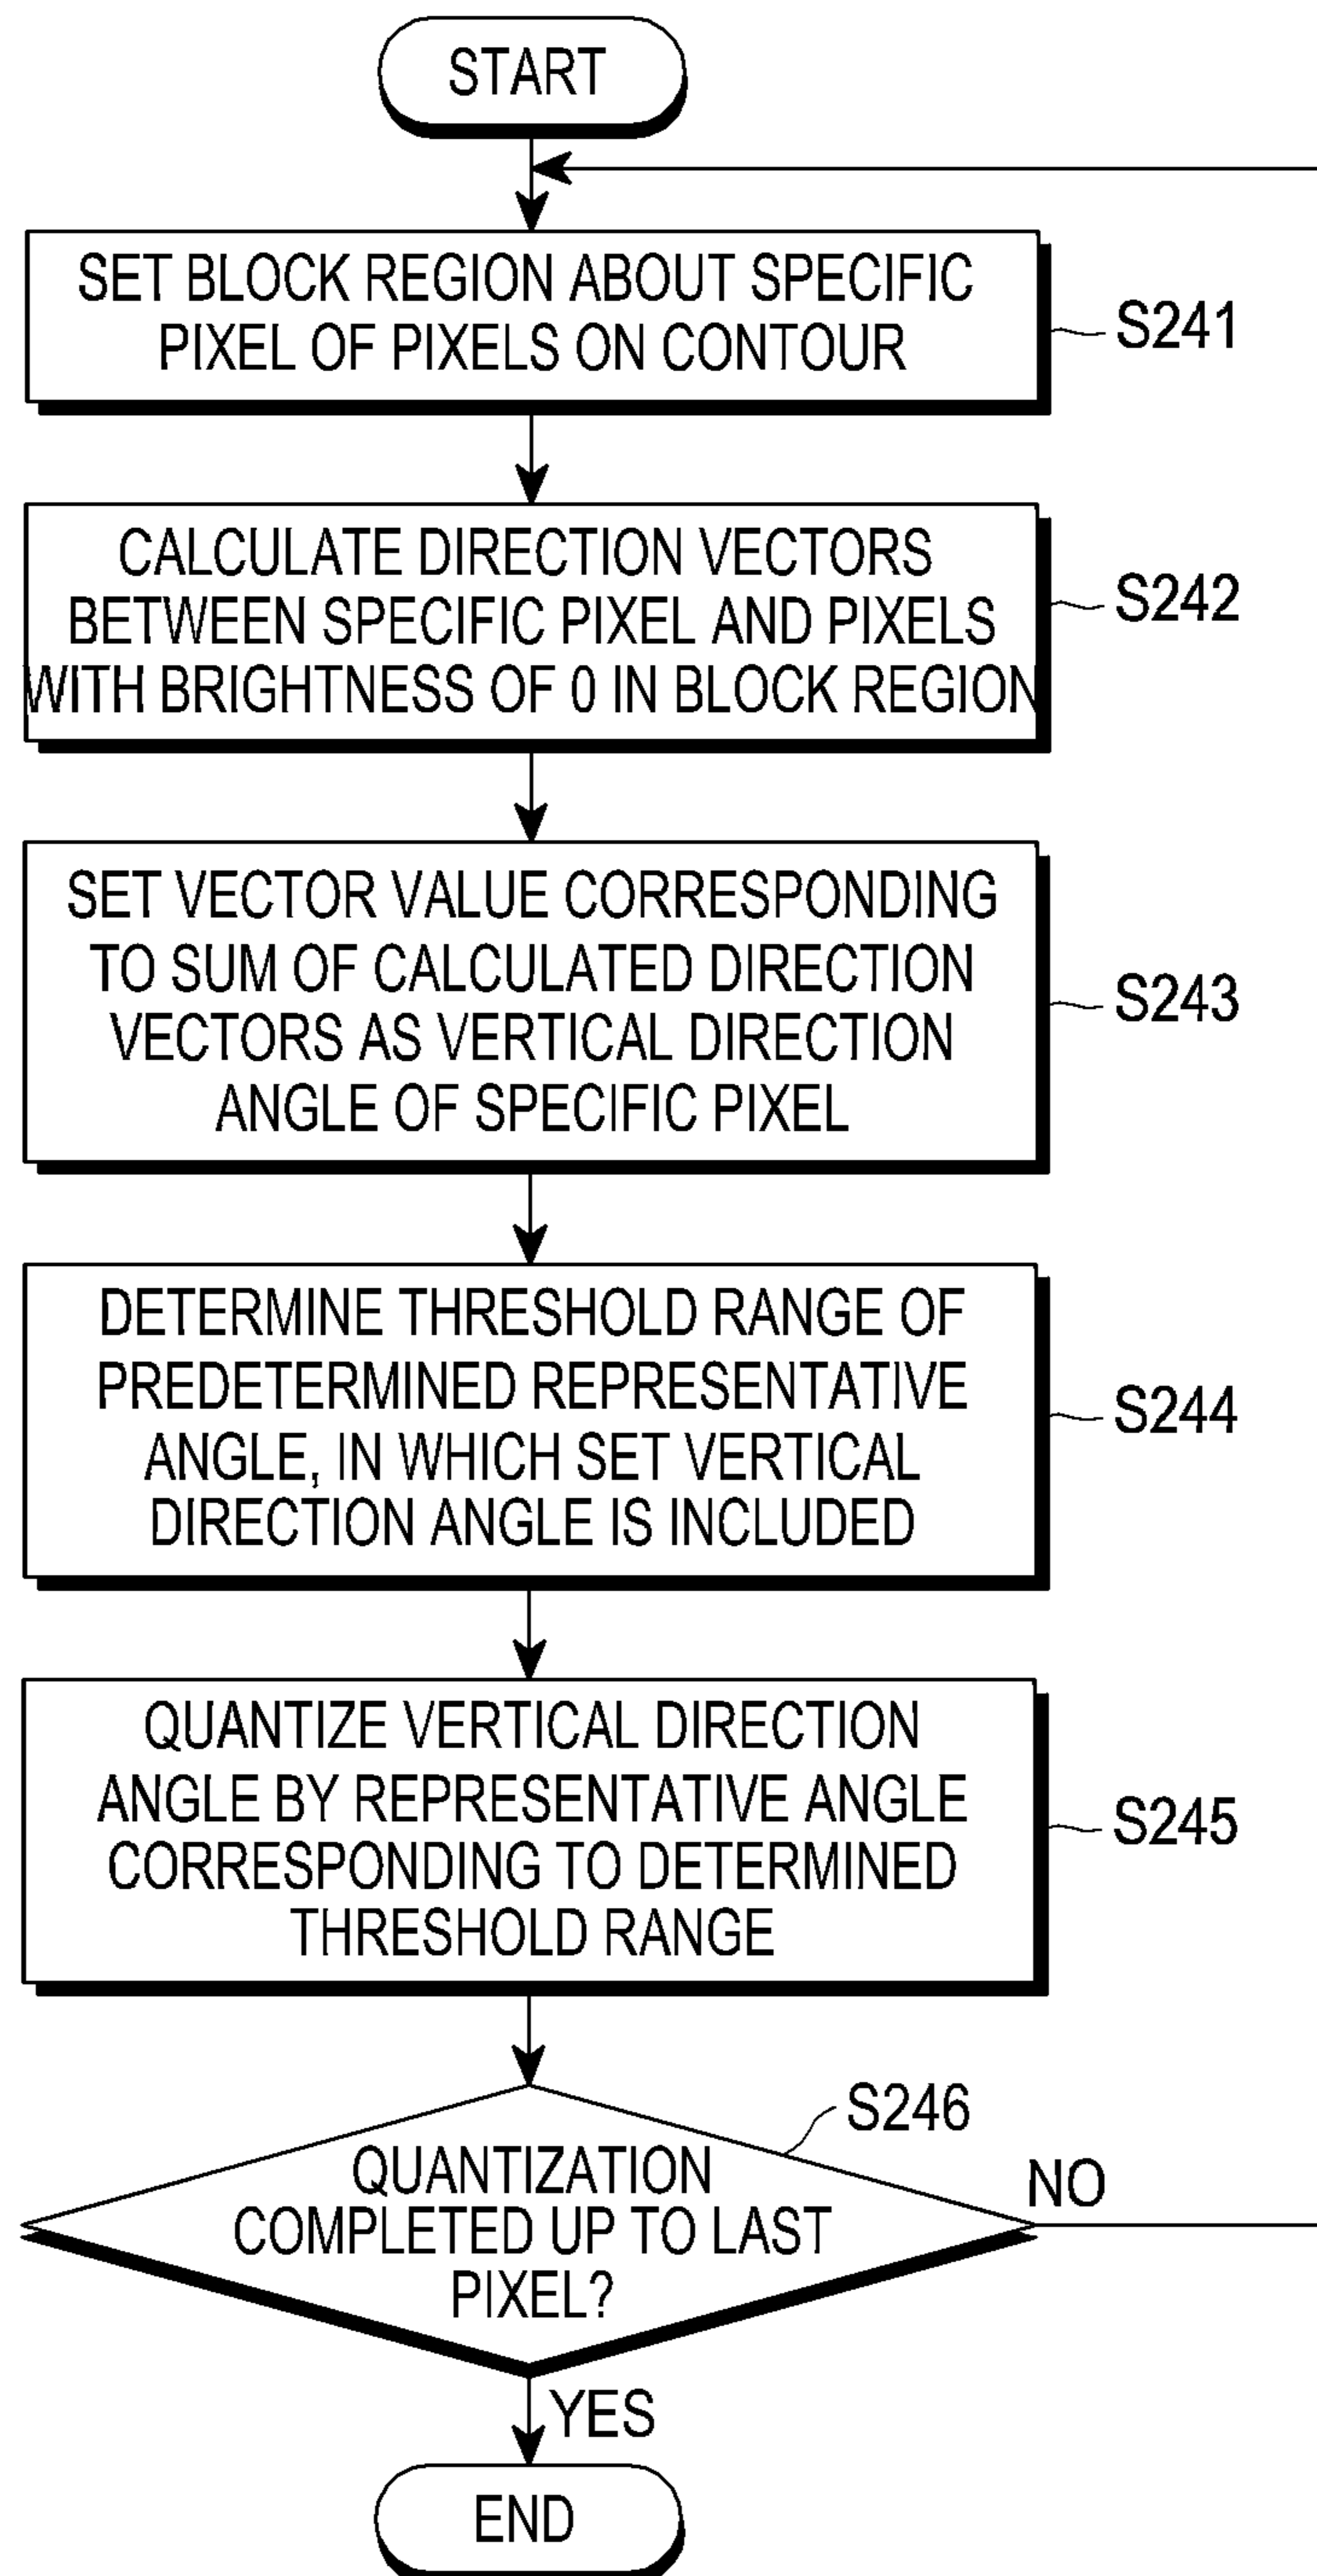 START
SET BLOCK REGION ABOUT SPECIFIC
PIXEL OF PIXELS ON CONTOUR
S241
CALCULATE DIRECTION VECTORS
BETWEEN SPECIFIC PIXEL AND PIXELS
WITH BRIGHTNESS OF 0 IN BLOCK REGION
S242
SET VECTOR VALUE CORRESPONDING
TO SUM OF CALCULATED DIRECTION
VECTORS AS VERTICAL DIRECTION
ANGLE OF SPECIFIC PIXEL
S243
DETERMINE THRESHOLD RANGE OF
PREDETERMINED REPRESENTATIVE
ANGLE, IN WHICH SET VERTICAL
DIRECTION ANGLE IS INCLUDED
S244
QUANTIZE VERTICAL DIRECTION
ANGLE BY REPRESENTATIVE ANGLE
CORRESPONDING TO DETERMINED
THRESHOLD RANGE
S245
S246
QUANTIZATION
COMPLETED UP TO LAST
PIXEL?
NO
YES
END